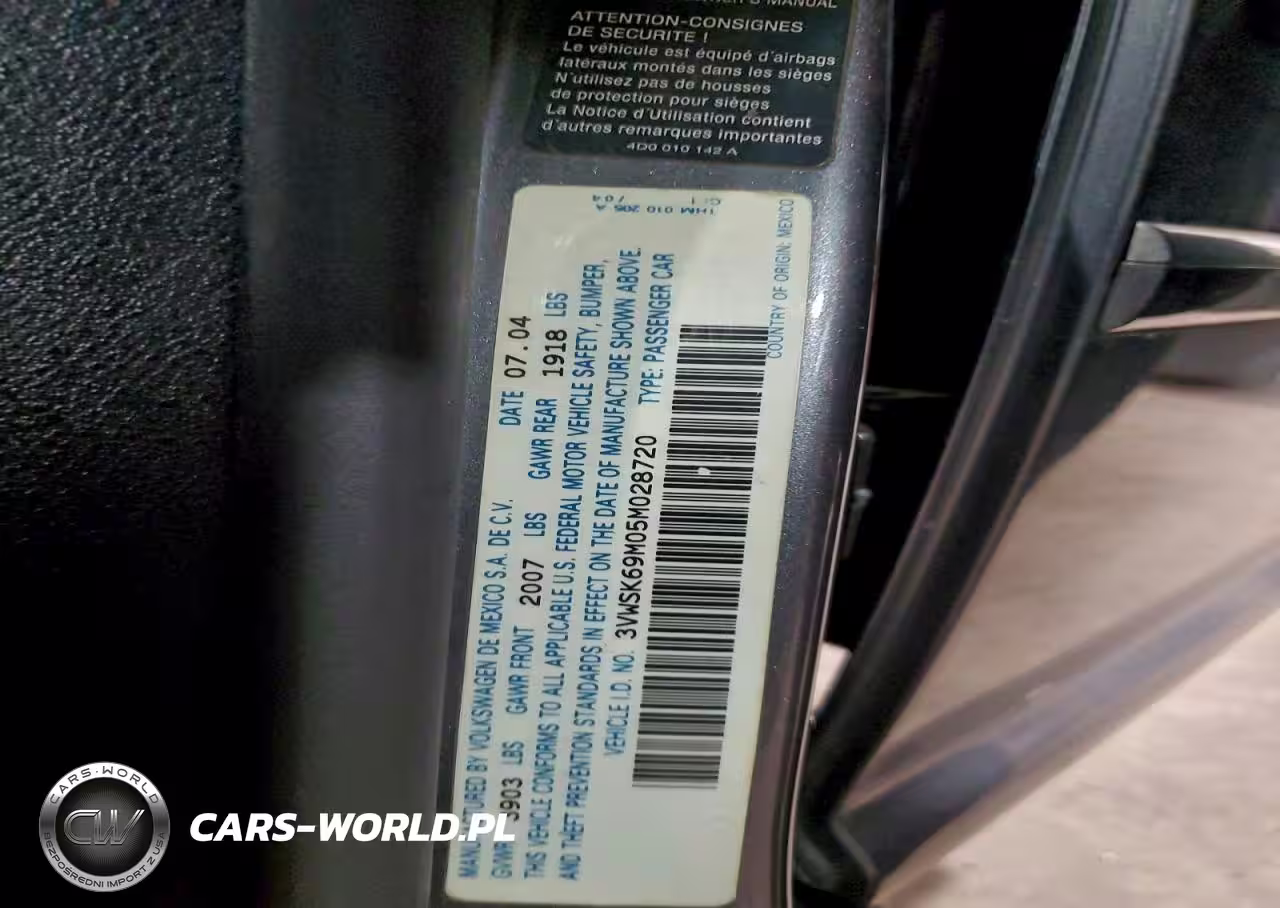 MANUAL
ATTENTION-CONSIGNES
DE SECURITE !
Le véhicule est équipé d'airbags
latéraux montés dans les sièges
N'utilisez pas de housses
de protection pour sièges
La Notice d'Utilisation contient
d'autres remarques importantes
4D0 010 142 A
1HM 010 205 A
704
MANUFACTURED BY VOLKSWAGEN DE MEXICO S.A. DE C.V. DATE 07.04
GVWR 3903 LBS GAWR FRONT 2007 LBS GAWR REAR 1918 LBS
THIS VEHICLE CONFORMS TO ALL APPLICABLE U.S. FEDERAL MOTOR VEHICLE SAFETY, BUMPER,
AND THEFT PREVENTION STANDARDS IN EFFECT ON THE DATE OF MANUFACTURE SHOWN ABOVE.
VEHICLE I.D. NO. 3VWSK69M05M028720 TYPE: PASSENGER CAR
COUNTRY OF ORIGIN: MEXICO
CARS-WORLD
CW
BEZPOŚREDNI IMPORT Z USA
CARS-WORLD.PL